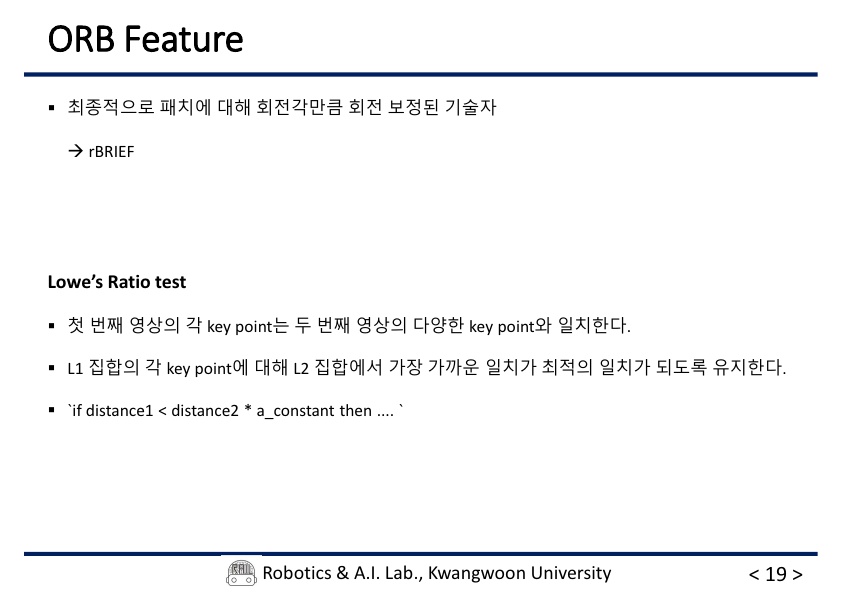 ORB Feature
▪ 최종적으로 패치에 대해 회전각만큼 회전 보정된 기술자
→ rBRIEF
Lowe’s Ratio test
▪ 첫 번째 영상의 각 key point는 두 번째 영상의 다양한 key point와 일치한다.
▪ L1 집합의 각 key point에 대해 L2 집합에서 가장 가까운 일치가 최적의 일치가 되도록 유지한다.
▪ `if distance1 < distance2 * a_constant then .... `
RAIL Robotics & A.I. Lab., Kwangwoon University
< 19 >